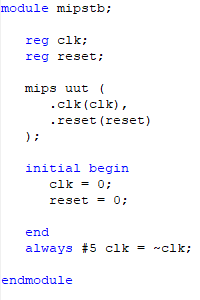 module mipstb;
reg clk;
reg reset;
mips uut (
.clk(clk),
.reset(reset)
);
initial begin
clk = 0;
reset = 0;
end
always #5 clk = ~clk;
endmodule